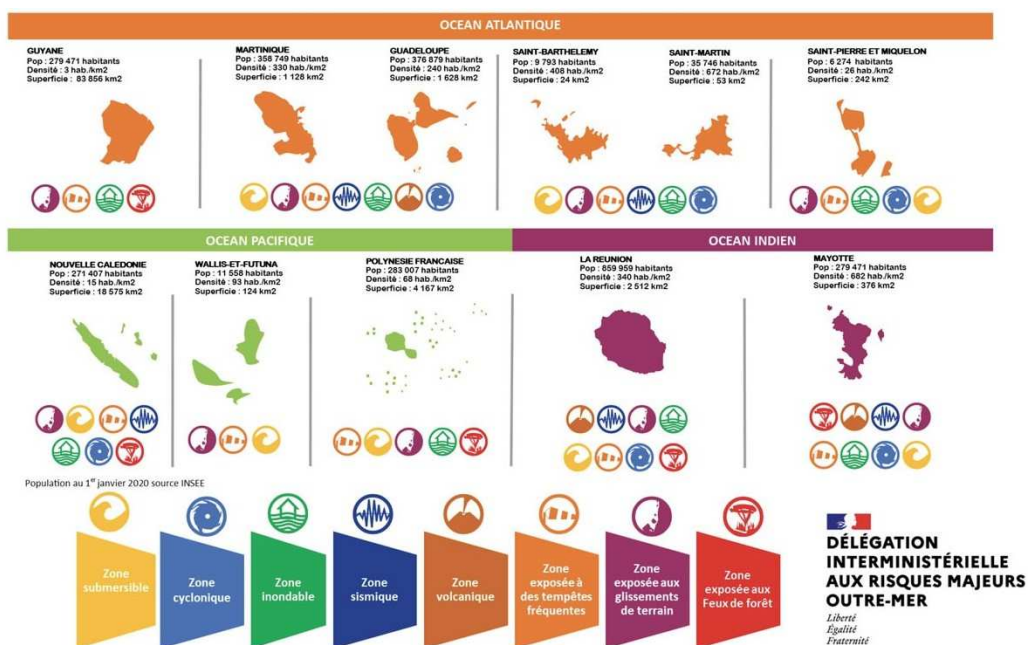 OCEAN ATLANTIQUE
GUYANE
Pop : 279 471 habitants
Densité : 3 hab./km2
Superficie : 83 856 km2
MARTINIQUE
Pop : 358 749 habitants
Densité : 330 hab./km2
Superficie : 1 128 km2
GUADELOUPE
Pop : 376 879 habitants
Densité : 240 hab./km2
Superficie : 1 628 km2
SAINT-BARTHELEMY
Pop : 9 793 habitants
Densité : 408 hab./km2
Superficie : 24 km2
SAINT-MARTIN
Pop : 35 746 habitants
Densité : 672 hab./km2
Superficie : 53 km2
SAINT-PIERRE ET MIQUELON
Pop : 6 274 habitants
Densité : 26 hab./km2
Superficie : 242 km2
OCEAN PACIFIQUE
OCEAN INDIEN
NOUVELLE CALEDONIE
Pop : 271 407 habitants
Densité : 15 hab./km2
Superficie : 18 575 km2
WALLIS-ET-FUTUNA
Pop : 11 558 habitants
Densité : 93 hab./km2
Superficie : 124 km2
POLYNESIE FRANCAISE
Pop : 283 007 habitants
Densité : 68 hab./km2
Superficie : 4 167 km2
LA REUNION
Pop : 859 959 habitants
Densité : 340 hab./km2
Superficie : 2 512 km2
MAYOTTE
Pop : 279 471 habitants
Densité : 682 hab./km2
Superficie : 376 km2
Population au 1er janvier 2020 source INSEE
Zone
submersible
Zone
cyclonique
Zone
inondable
Zone
sismique
Zone
volcanique
Zone
exposée à
des tempêtes
fréquentes
Zone
exposée aux
glissements
de terrain
Zone
exposée aux
Feux de forêt
DÉLÉGATION
INTERMINISTÉRIELLE
AUX RISQUES MAJEURS
OUTRE-MER
Liberté
Égalité
Fraternité